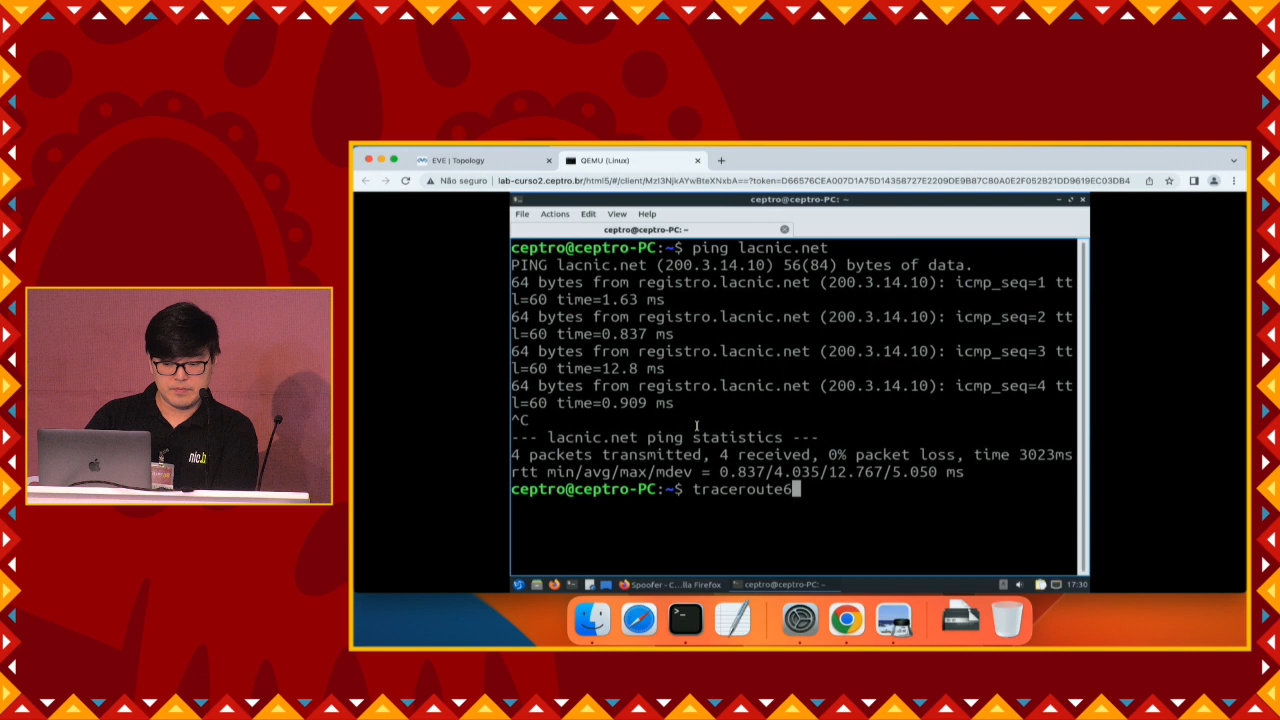 EVE | Topology
QEMU (Linux)
Não seguro
lab-curso2.ceptro.br/html5/#/client/MzI3NjkAYwBteXNxbA==?token=D66576CEA007D1A75D14358727E2209DE9B87C80A0E2F052B21DD9619EC03DB4
ceptro@ceptro-PC: ~
File Actions Edit View Help
ceptro@ceptro-PC: ~
ceptro@ceptro-PC:~$ ping lacnic.net
PING lacnic.net (200.3.14.10) 56(84) bytes of data.
64 bytes from registro.lacnic.net (200.3.14.10): icmp_seq=1 tt
l=60 time=1.63 ms
64 bytes from registro.lacnic.net (200.3.14.10): icmp_seq=2 tt
l=60 time=0.837 ms
64 bytes from registro.lacnic.net (200.3.14.10): icmp_seq=3 tt
l=60 time=12.8 ms
64 bytes from registro.lacnic.net (200.3.14.10): icmp_seq=4 tt
l=60 time=0.909 ms
^C
--- lacnic.net ping statistics ---
4 packets transmitted, 4 received, 0% packet loss, time 3023ms
rtt min/avg/max/mdev = 0.837/4.035/12.767/5.050 ms
ceptro@ceptro-PC:~$ traceroute6
Spoofer - C...lla Firefox
ceptro@ceptro-PC: ~
17:30